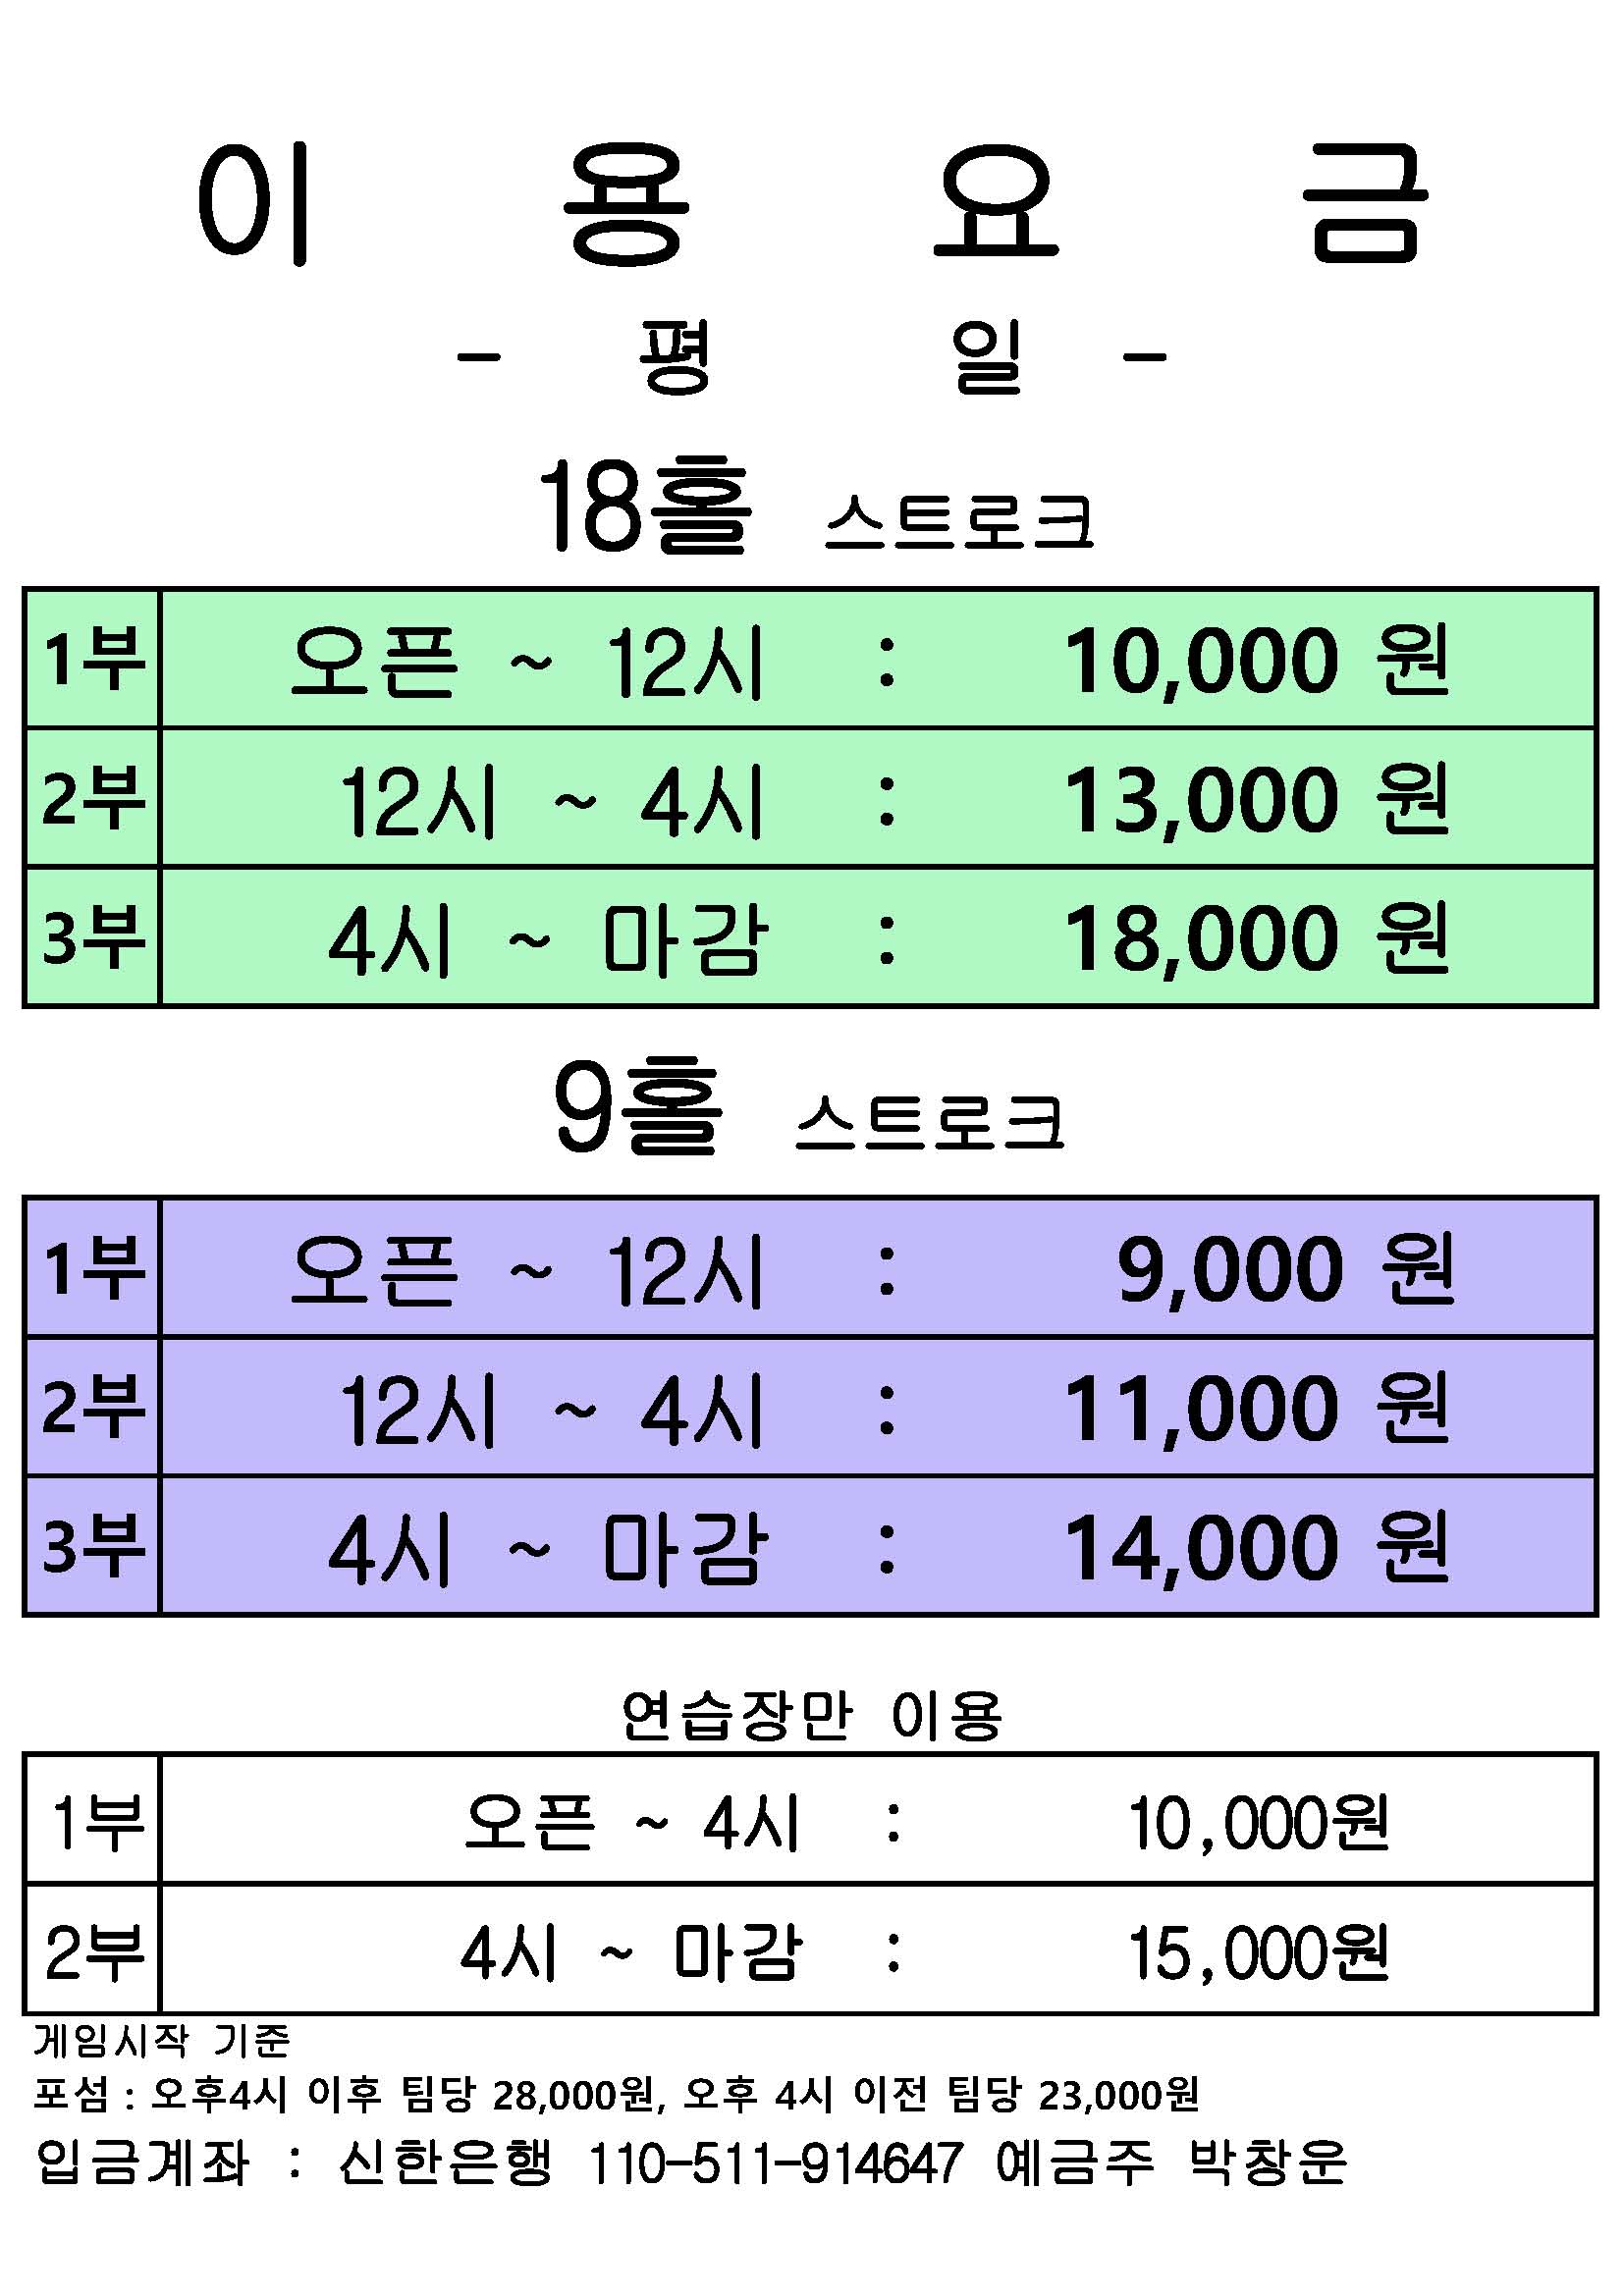 이 용 요 금
- 평 일 -
18홀 스트로크
1부 오픈 ~ 12시 : 10,000 원
2부 12시 ~ 4시 : 13,000 원
3부 4시 ~ 마감 : 18,000 원
9홀 스트로크
1부 오픈 ~ 12시 : 9,000 원
2부 12시 ~ 4시 : 11,000 원
3부 4시 ~ 마감 : 14,000 원
연습장만 이용
1부 오픈 ~ 4시 : 10,000원
2부 4시 ~ 마감 : 15,000원
게임시작 기준
포섬 : 오후4시 이후 팀당 28,000원, 오후 4시 이전 팀당 23,000원
입금계좌 : 신한은행 110-511-914647 예금주 박창운